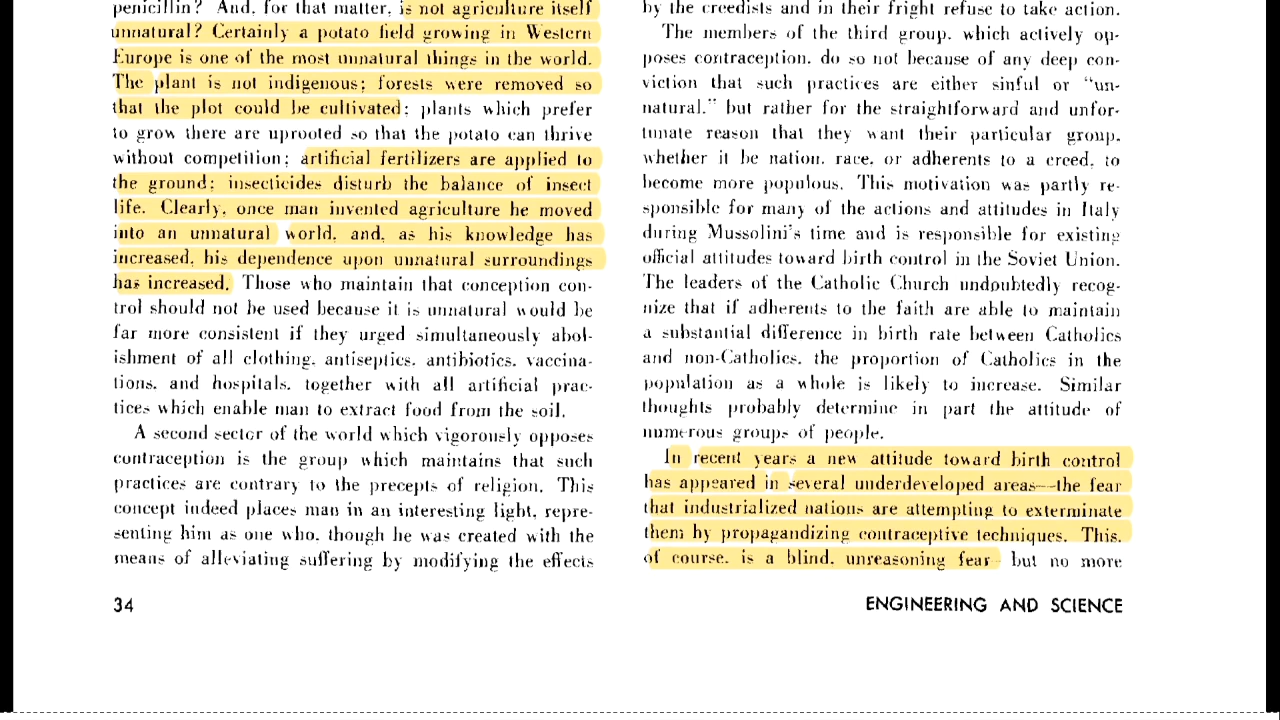 penicillin? And, for that matter, is not agriculture itself
unnatural? Certainly a potato field growing in Western
Europe is one of the most unnatural things in the world.
The plant is not indigenous; forests were removed so
that the plot could be cultivated; plants which prefer
to grow there are uprooted so that the potato can thrive
without competition; artificial fertilizers are applied to
the ground; insecticides disturb the balance of insect
life. Clearly, once man invented agriculture he moved
into an unnatural world, and, as his knowledge has
increased, his dependence upon unnatural surroundings
has increased. Those who maintain that conception con-
trol should not be used because it is unnatural would be
far more consistent if they urged simultaneously abol-
ishment of all clothing, antiseptics, antibiotics, vaccina-
tions, and hospitals, together with all artificial prac-
tices which enable man to extract food from the soil.
A second sector of the world which vigorously opposes
contraception is the group which maintains that such
practices are contrary to the precepts of religion. This
concept indeed places man in an interesting light, repre-
senting him as one who, though he was created with the
means of alleviating suffering by modifying the effects
34
by the creedists and in their fright refuse to take action.
The members of the third group, which actively op-
poses contraception, do so not because of any deep con-
viction that such practices are either sinful or "un-
natural," but rather for the straightforward and unfor-
tunate reason that they want their particular group,
whether it be nation, race, or adherents to a creed, to
become more populous. This motivation was partly re-
sponsible for many of the actions and attitudes in Italy
during Mussolini's time and is responsible for existing
official attitudes toward birth control in the Soviet Union.
The leaders of the Catholic Church undoubtedly recog-
nize that if adherents to the faith are able to maintain
a substantial difference in birth rate between Catholics
and non-Catholics, the proportion of Catholics in the
population as a whole is likely to increase. Similar
thoughts probably determine in part the attitude of
numerous groups of people.
In recent years a new attitude toward birth control
has appeared in several underdeveloped areas—the fear
that industrialized nations are attempting to exterminate
them by propagandizing contraceptive techniques. This,
of course, is a blind, unreasoning fear but no more
ENGINEERING AND SCIENCE